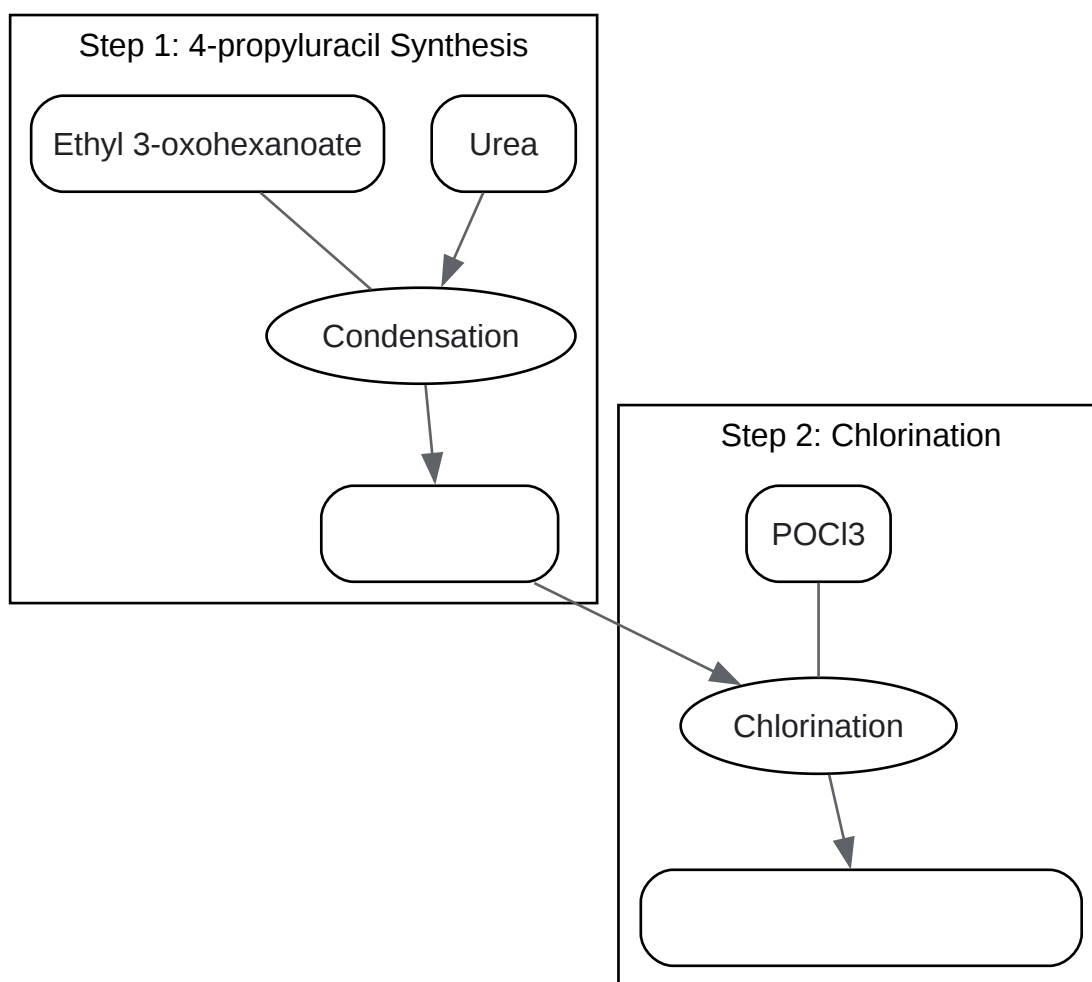 Step 1: 4-propyluracil Synthesis
Ethyl 3-oxohexanoate
Urea
Condensation
Step 2: Chlorination
POCl3
Chlorination